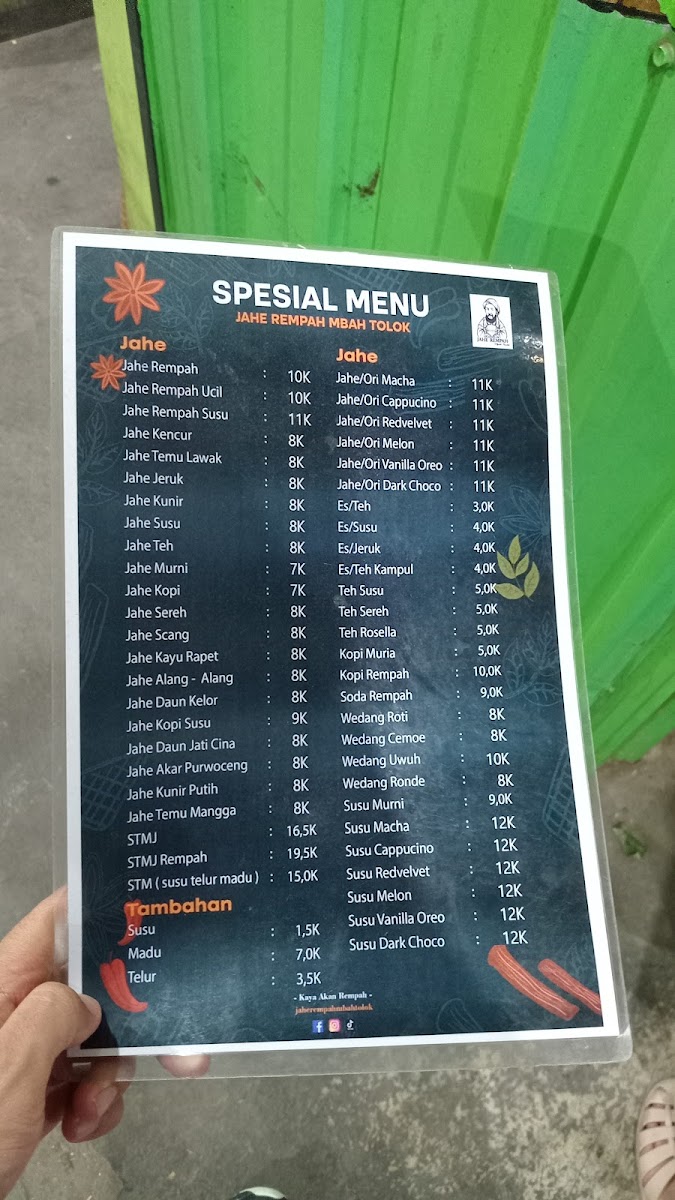 SPESIAL MENU
JAHE REMPAH MBAH TOLOK
JAHE REMPAH
Jahe
Jahe Rempah : 10K
Jahe Rempah Ucil : 10K
Jahe Rempah Susu : 11K
Jahe Kencur : 8K
Jahe Temu Lawak : 8K
Jahe Jeruk : 8K
Jahe Kunir : 8K
Jahe Susu : 8K
Jahe Teh : 8K
Jahe Murni : 7K
Jahe Kopi : 7K
Jahe Sereh : 8K
Jahe Scang : 8K
Jahe Kayu Rapet : 8K
Jahe Alang - Alang : 8K
Jahe Daun Kelor : 8K
Jahe Kopi Susu : 9K
Jahe Daun Jati Cina : 8K
Jahe Akar Purwoceng : 8K
Jahe Kunir Putih : 8K
Jahe Temu Mangga : 8K
STMJ : 16,5K
STMJ Rempah : 19,5K
STM ( susu telur madu ) : 15,0K
Tambahan
Susu : 1,5K
Madu : 7,0K
Telur : 3,5K
Jahe
Jahe/Ori Macha : 11K
Jahe/Ori Cappucino : 11K
Jahe/Ori Redvelvet : 11K
Jahe/Ori Melon : 11K
Jahe/Ori Vanilla Oreo : 11K
Jahe/Ori Dark Choco : 11K
Es/Teh : 3,0K
Es/Susu : 4,0K
Es/Jeruk : 4,0K
Es/Teh Kampul : 4,0K
Teh Susu : 5,0K
Teh Sereh : 5,0K
Teh Rosella : 5,0K
Kopi Muria : 5,0K
Kopi Rempah : 10,0K
Soda Rempah : 9,0K
Wedang Roti : 8K
Wedang Cemoe : 8K
Wedang Uwuh : 10K
Wedang Ronde : 8K
Susu Murni : 9,0K
Susu Macha : 12K
Susu Cappucino : 12K
Susu Redvelvet : 12K
Susu Melon : 12K
Susu Vanilla Oreo : 12K
Susu Dark Choco : 12K
- Kaya Akan Rempah -
jaherempahmbahtolok